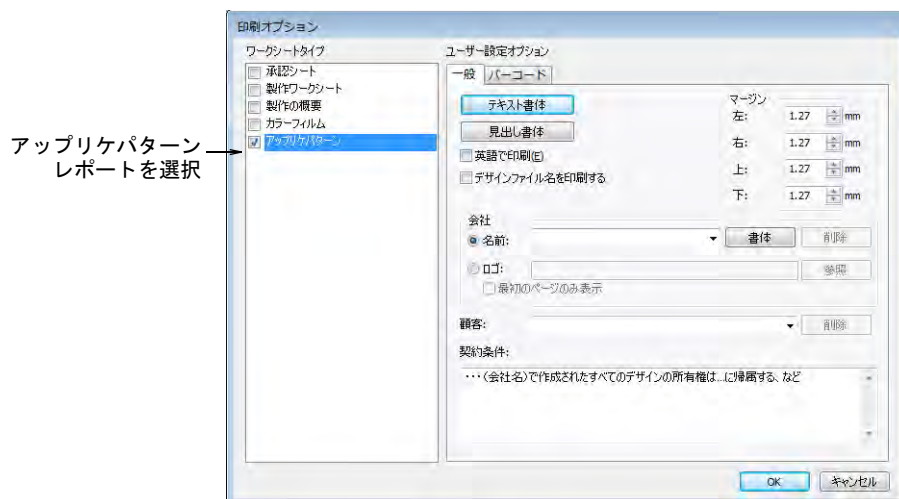 印刷オプション
ワークシートタイプ
承認シート
製作ワークシート
製作の概要
カラーフィルム
アップリケパターン
アップリケパターン
レポートを選択
ユーザー設定オプション
一般 バーコード
テキスト書体
見出し書体
英語で印刷(E)
デザインファイル名を印刷する
マージン
左: 1.27 mm
右: 1.27 mm
上: 1.27 mm
下: 1.27 mm
会社
名前: 書体 削除
ロゴ: 参照
最初のページのみ表示
顧客: 削除
契約条件:
・・・(会社名)で作成されたすべてのデザインの所有権は...に帰属する、など
OK キャンセル